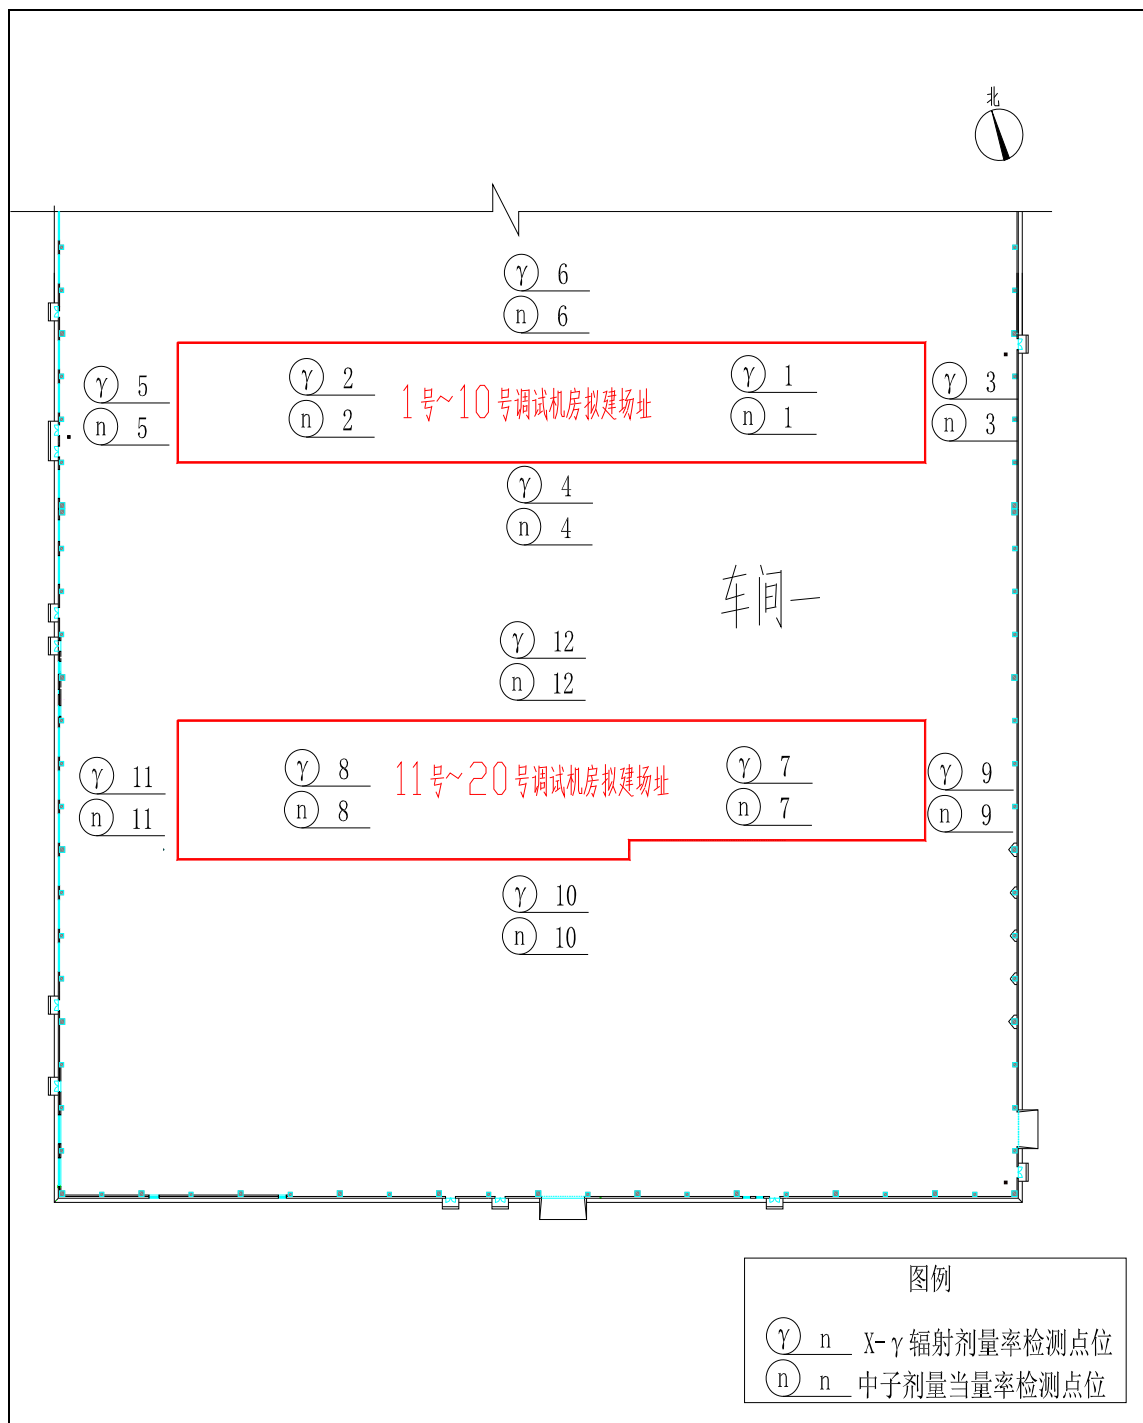 北
γ 6
n 6
γ 5
n 5
γ 2
n 2
1号~10号调试机房拟建场址
γ 1
n 1
γ 3
n 3
γ 4
n 4
车间一
γ 12
n 12
γ 11
n 11
γ 8
n 8
11号~20号调试机房拟建场址
γ 7
n 7
γ 9
n 9
γ 10
n 10
图例
γ n X-γ辐射剂量率检测点位
n n 中子剂量当量率检测点位